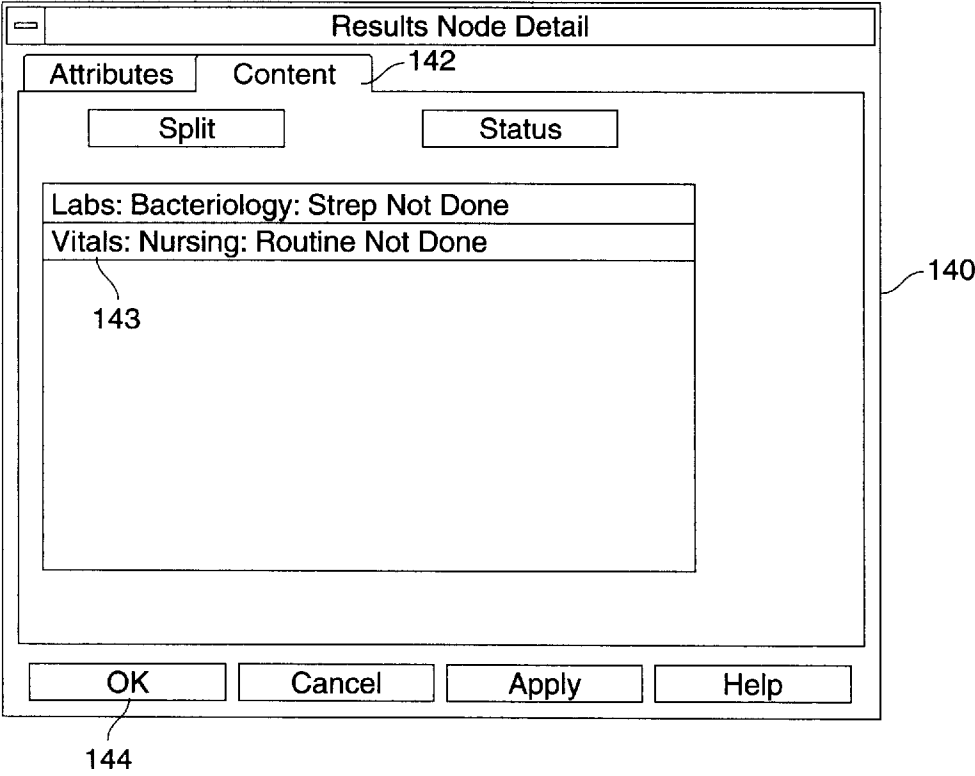 Results Node Detail
Attributes
Content
142
Split
Status
Labs: Bacteriology: Strep Not Done
Vitals: Nursing: Routine Not Done
140
143
OK
Cancel
Apply
Help
144